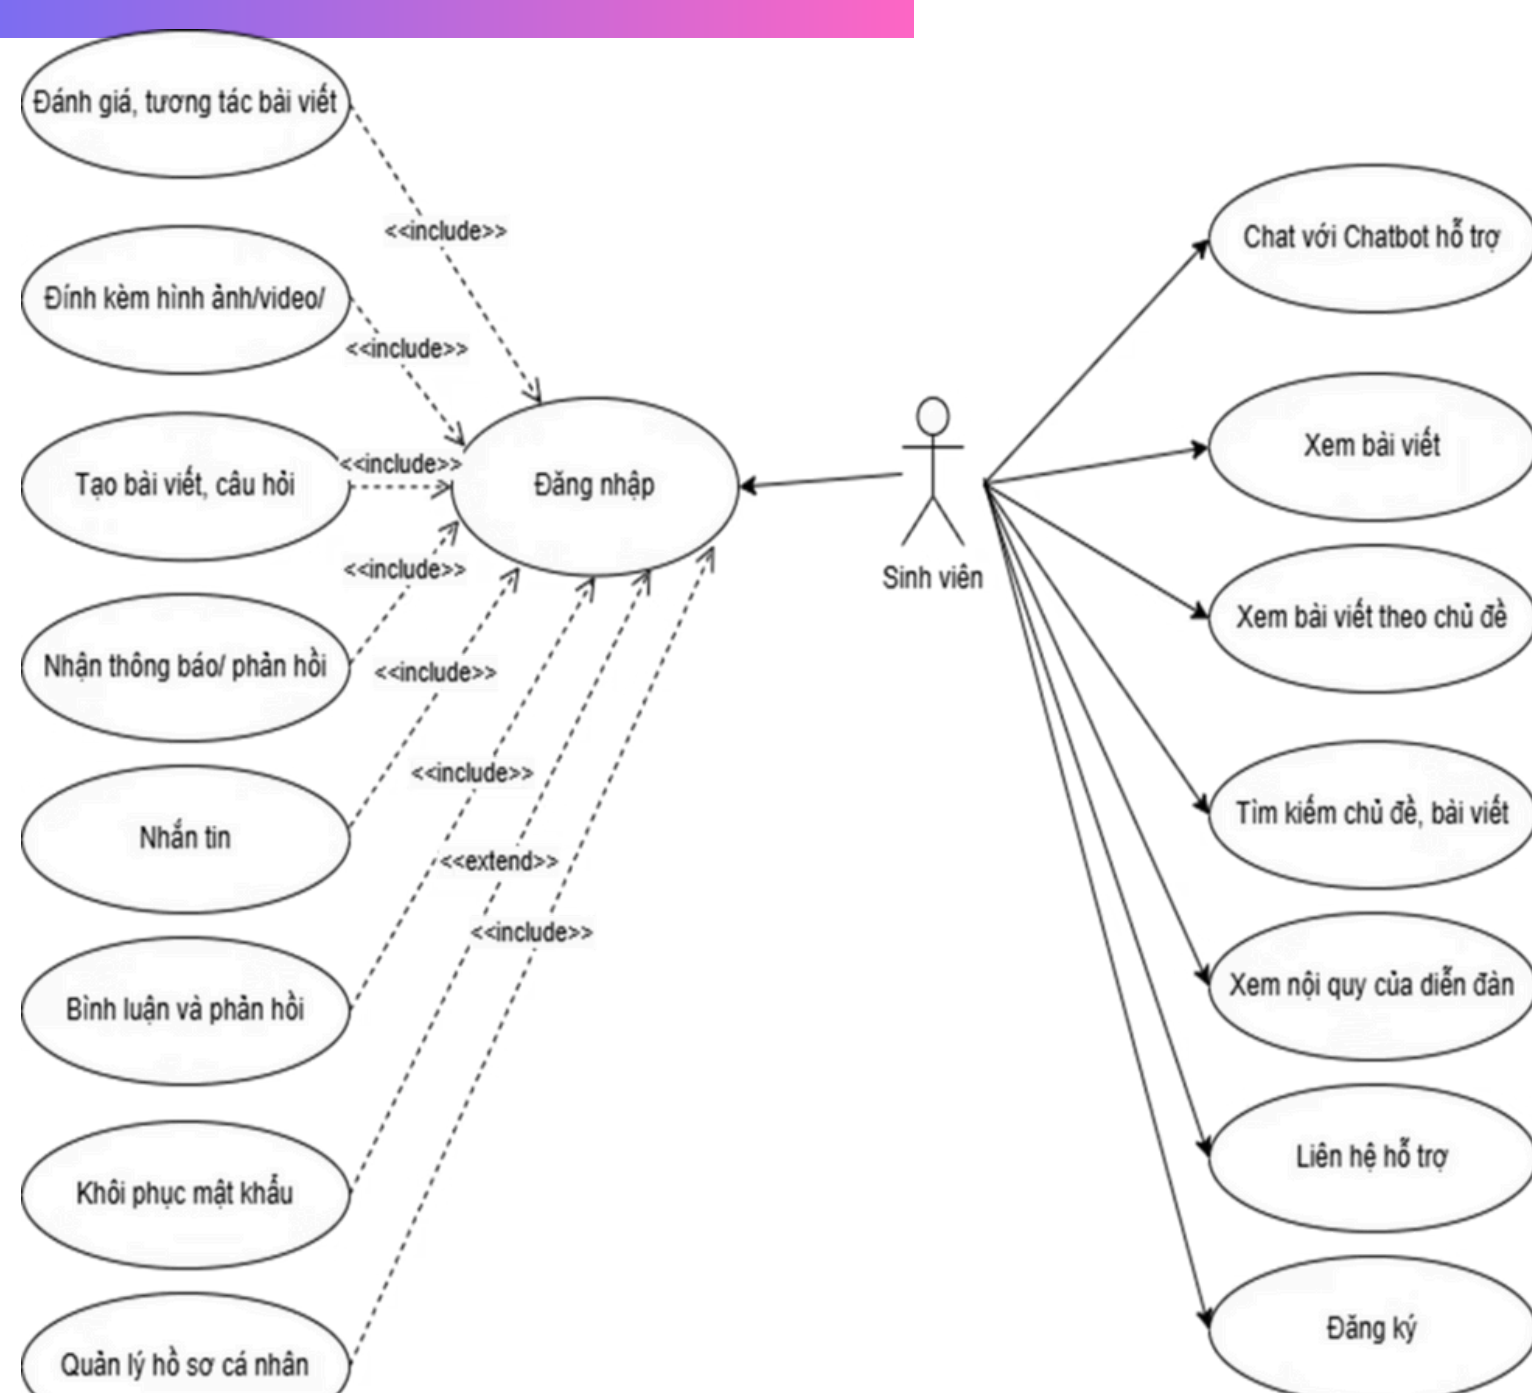 Đánh giá, tương tác bài viết
<<include>>
Chat với Chatbot hỗ trợ
Đính kèm hình ảnh/video/
<<include>>
Xem bài viết
<<include>>
Tạo bài viết, câu hỏi
Đăng nhập
<<include>>
Sinh viên
Xem bài viết theo chủ đề
Nhận thông báo/ phản hồi
<<include>>
<<include>>
Tìm kiếm chủ đề, bài viết
Nhắn tin
<<extend>>
<<include>>
Xem nội quy của diễn đàn
Bình luận và phản hồi
Liên hệ hỗ trợ
Khôi phục mật khẩu
Đăng ký
Quản lý hồ sơ cá nhân